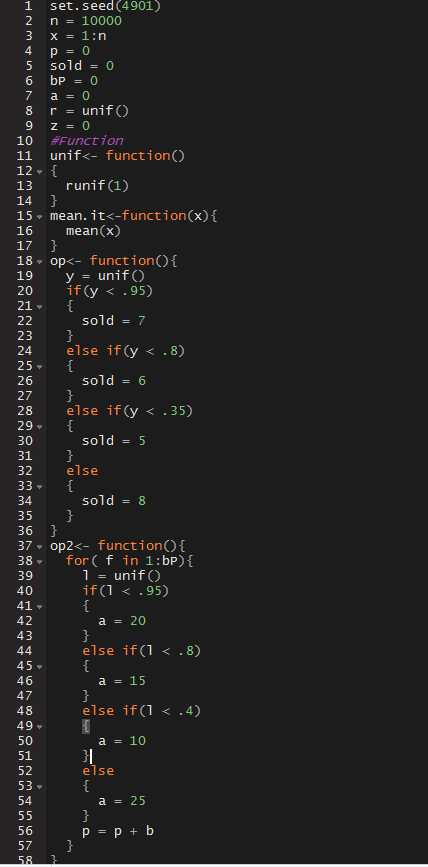 1 set.seed(4901)
2 n = 10000
3 x = 1:n
4 p = 0
5 sold = 0
6 bP = 0
7 a = 0
8 r = unif()
9 z = 0
10 #Function
11 unif<- function()
12 {
13   runif(1)
14 }
15 mean.it<-function(x){
16   mean(x)
17 }
18 op<- function(){
19   y = unif()
20   if(y < .95)
21   {
22     sold = 7
23   }
24   else if(y < .8)
25   {
26     sold = 6
27   }
28   else if(y < .35)
29   {
30     sold = 5
31   }
32   else
33   {
34     sold = 8
35   }
36 }
37 op2<- function(){
38   for( f in 1:bP){
39     l = unif()
40     if(l < .95)
41     {
42       a = 20
43     }
44     else if(l < .8)
45     {
46       a = 15
47     }
48     else if(l < .4)
49     {
50       a = 10
51     }
52     else
53     {
54       a = 25
55     }
56     p = p + b
57   }
58 }